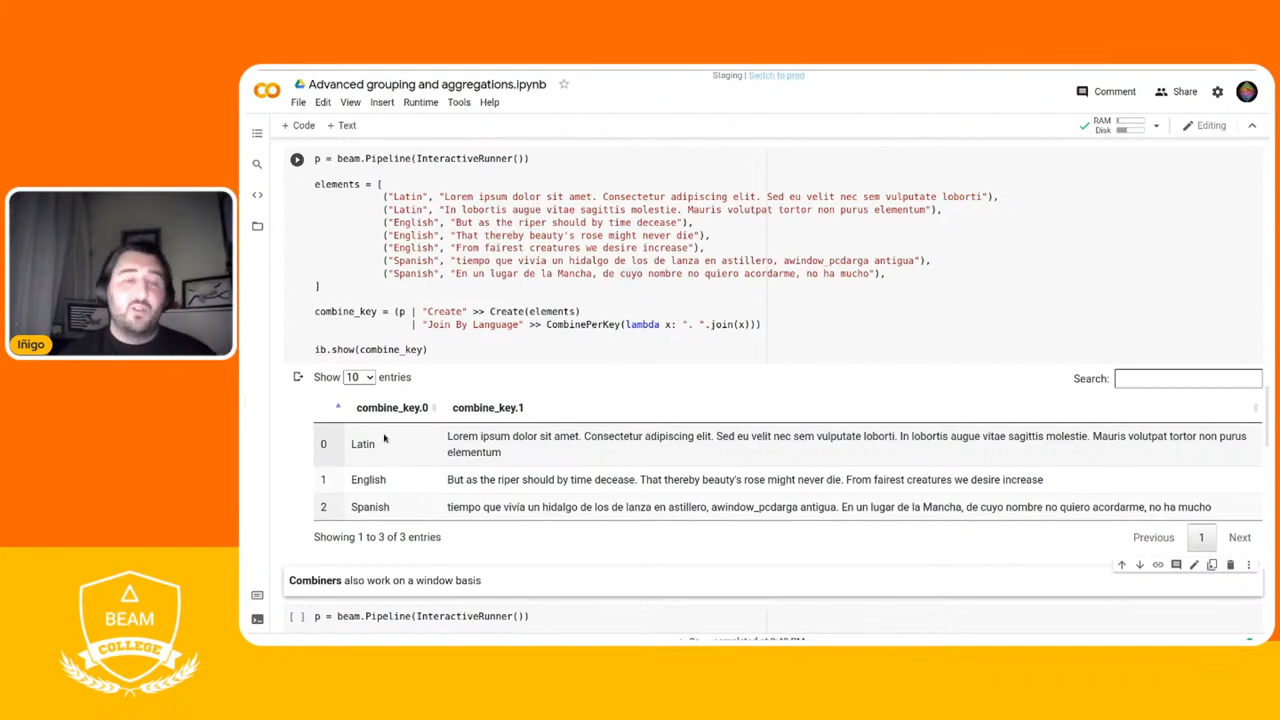 Staging | Switch to prod
Advanced grouping and aggregations.ipynb
Comment
Share
File Edit View Insert Runtime Tools Help
+ Code + Text
RAM
Disk
Editing
p = beam.Pipeline(InteractiveRunner())
elements = [
("Latin", "Lorem ipsum dolor sit amet. Consectetur adipiscing elit. Sed eu velit nec sem vulputate loborti"),
("Latin", "In lobortis augue vitae sagittis molestie. Mauris volutpat tortor non purus elementum"),
("English", "But as the riper should by time decease"),
("English", "That thereby beauty's rose might never die"),
("English", "From fairest creatures we desire increase"),
("Spanish", "tiempo que vivía un hidalgo de los de lanza en astillero, awindow_pcdarga antigua"),
("Spanish", "En un lugar de la Mancha, de cuyo nombre no quiero acordarme, no ha mucho"),
]
combine_key = (p | "Create" >> Create(elements)
| "Join By Language" >> CombinePerKey(lambda x: ". ".join(x)))
ib.show(combine_key)
Show 10 entries
Search:
combine_key.0 combine_key.1
0 Latin Lorem ipsum dolor sit amet. Consectetur adipiscing elit. Sed eu velit nec sem vulputate loborti. In lobortis augue vitae sagittis molestie. Mauris volutpat tortor non purus
elementum
1 English But as the riper should by time decease. That thereby beauty's rose might never die. From fairest creatures we desire increase
2 Spanish tiempo que vivía un hidalgo de los de lanza en astillero, awindow_pcdarga antigua. En un lugar de la Mancha, de cuyo nombre no quiero acordarme, no ha mucho
Showing 1 to 3 of 3 entries
Previous 1 Next
Combiners also work on a window basis
[ ] p = beam.Pipeline(InteractiveRunner())
Iñigo
BEAM
COLLEGE